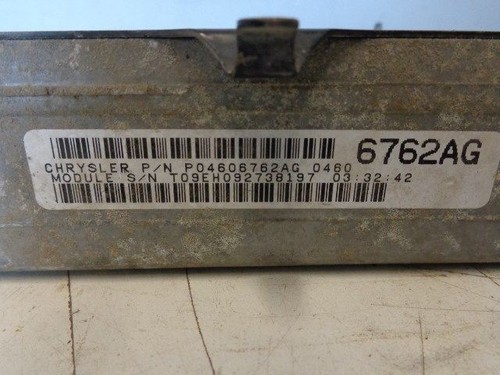 6762AG
CHRYSLER P/N P04606762AG 0460
MODULE S/N T09EH092738197 03:32:42